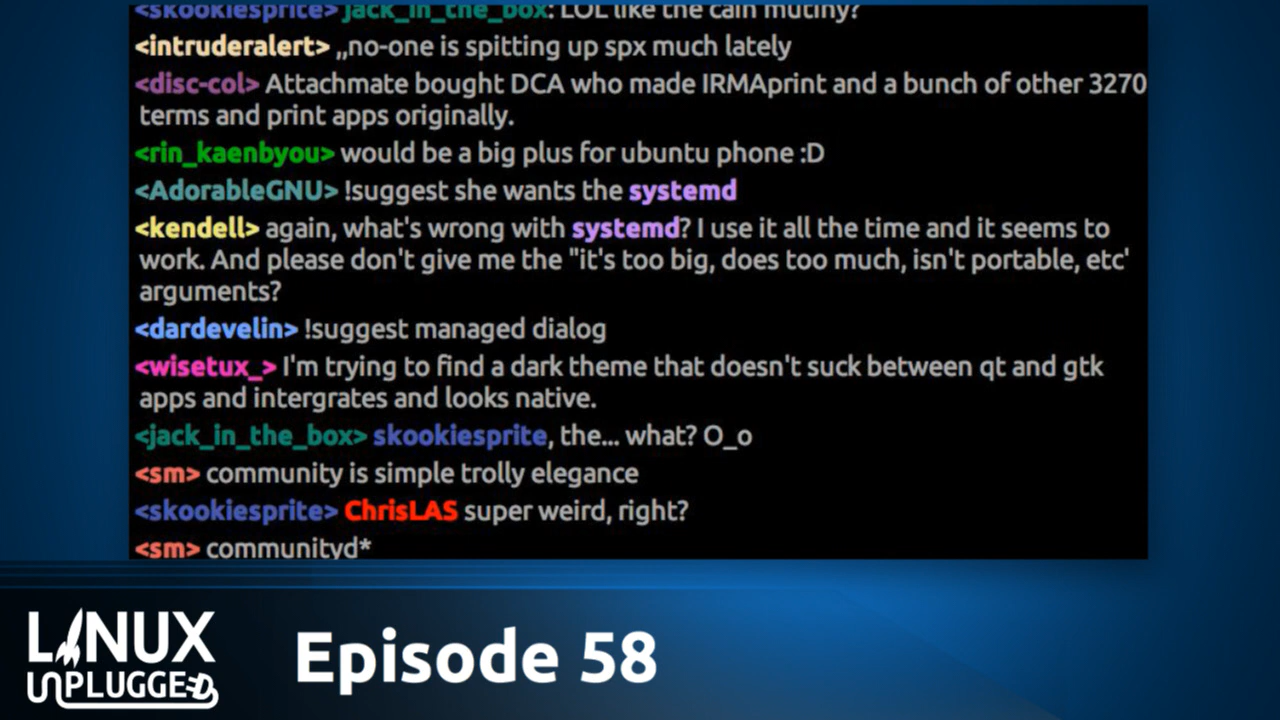 <skookiesprite> jack_in_the_box: LOL like the cain mutiny?
<intruderalert> ,,no-one is spitting up spx much lately
<disc-col> Attachmate bought DCA who made IRMAprint and a bunch of other 3270
terms and print apps originally.
<rin_kaenbyou> would be a big plus for ubuntu phone :D
<AdorableGNU> !suggest she wants the systemd
<kendell> again, what's wrong with systemd? I use it all the time and it seems to
work. And please don't give me the "it's too big, does too much, isn't portable, etc'
arguments?
<dardevelin> !suggest managed dialog
<wisetux_> I'm trying to find a dark theme that doesn't suck between qt and gtk
apps and intergrates and looks native.
<jack_in_the_box> skookiesprite, the... what? O_o
<sm> community is simple trolly elegance
<skookiesprite> ChrisLAS super weird, right?
<sm> communityd*
LINUX
UNPLUGGED
Episode 58